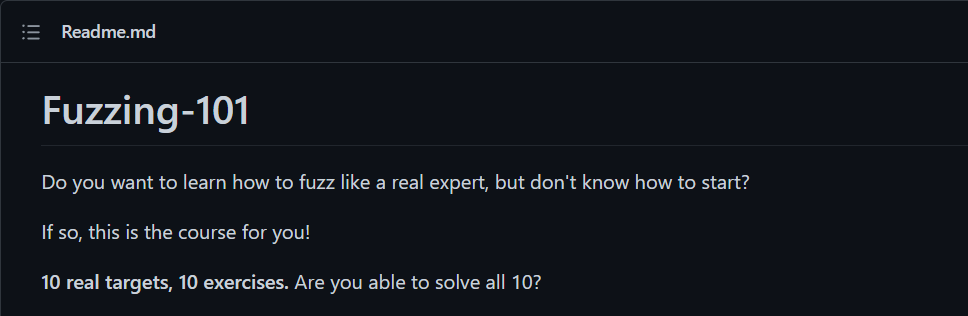 Readme.md
Fuzzing-101
Do you want to learn how to fuzz like a real expert, but don't know how to start?
If so, this is the course for you!
10 real targets, 10 exercises. Are you able to solve all 10?